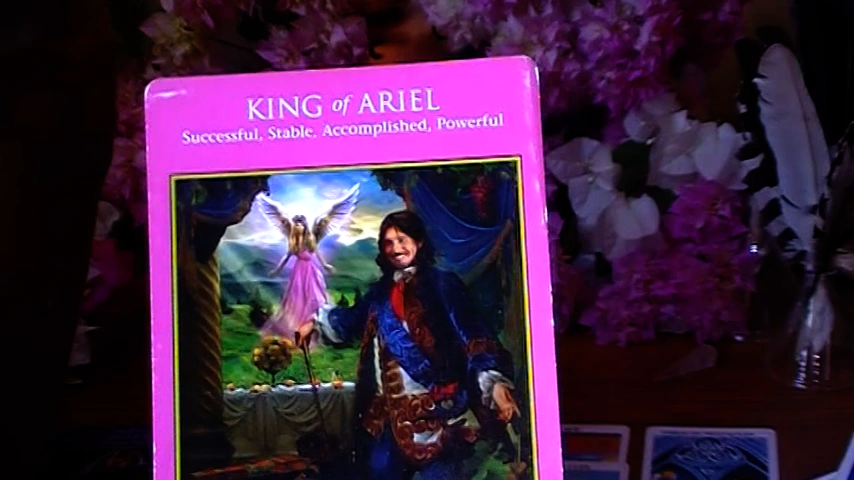 KING of ARIEL
Successful, Stable, Accomplished, Powerful